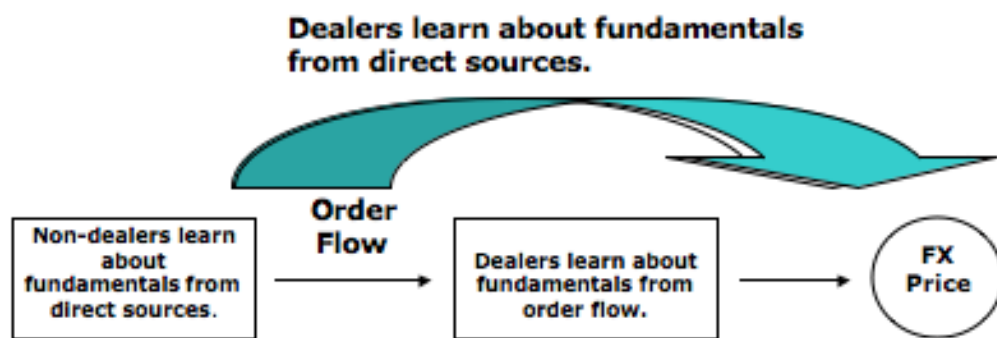 Dealers learn about fundamentals
from direct sources.
Order
Flow
Non-dealers learn
about
fundamentals from
direct sources.
Dealers learn about
fundamentals from
order flow.
FX
Price